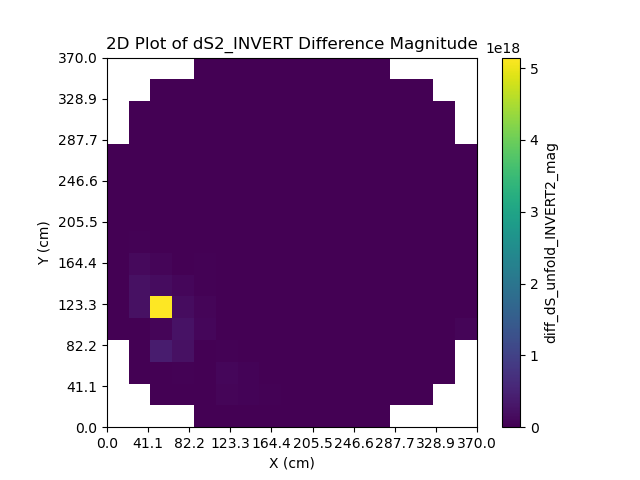 2D Plot of dS2_INVERT Difference Magnitude
1e18
370.0
328.9
287.7
246.6
205.5
164.4
123.3
82.2
41.1
0.0
Y (cm)
0.0 41.1 82.2 123.3 164.4 205.5 246.6 287.7 328.9 370.0
X (cm)
5
4
3
2
1
0
diff_dS_unfold_INVERT2_mag